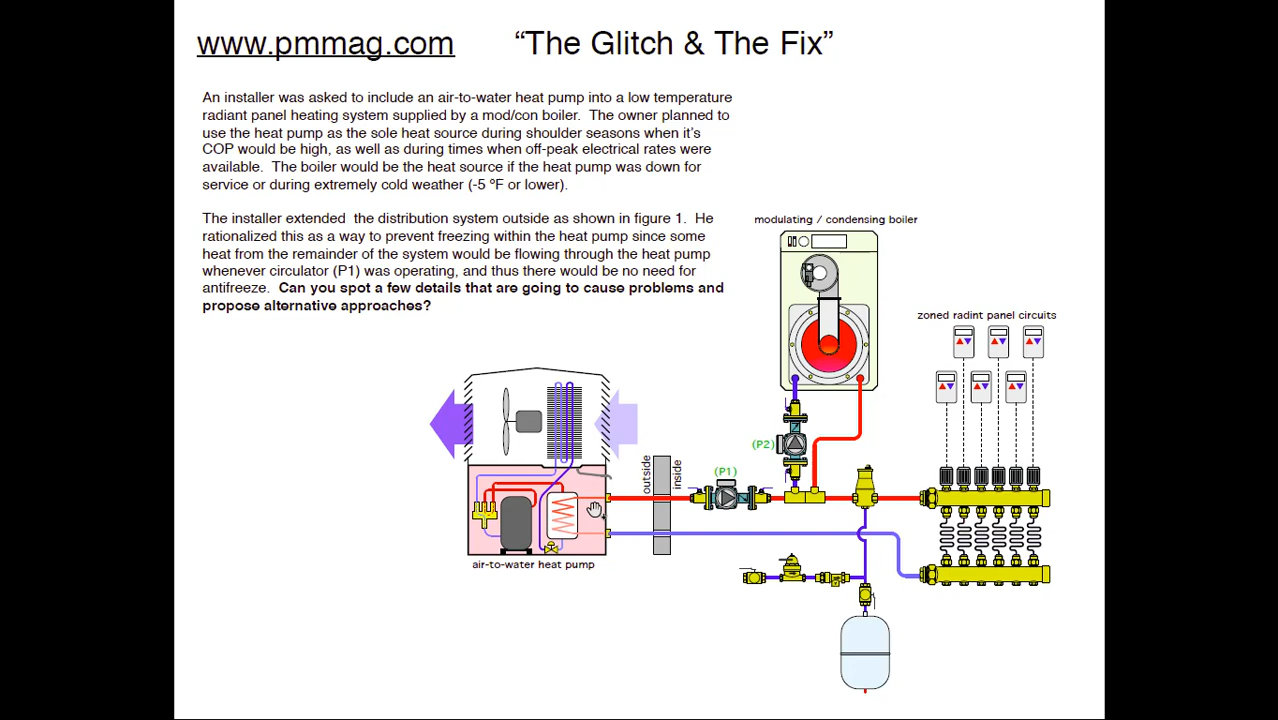 www.pmmag.com “The Glitch & The Fix”
An installer was asked to include an air-to-water heat pump into a low temperature
radiant panel heating system supplied by a mod/con boiler. The owner planned to
use the heat pump as the sole heat source during shoulder seasons when it’s
COP would be high, as well as during times when off-peak electrical rates were
available. The boiler would be the heat source if the heat pump was down for
service or during extremely cold weather (-5 ºF or lower).
The installer extended the distribution system outside as shown in figure 1. He
rationalized this as a way to prevent freezing within the heat pump since some
heat from the remainder of the system would be flowing through the heat pump
whenever circulator (P1) was operating, and thus there would be no need for
antifreeze. Can you spot a few details that are going to cause problems and
propose alternative approaches?
modulating / condensing boiler
zoned radint panel circuits
(P2)
outside
inside
(P1)
air-to-water heat pump